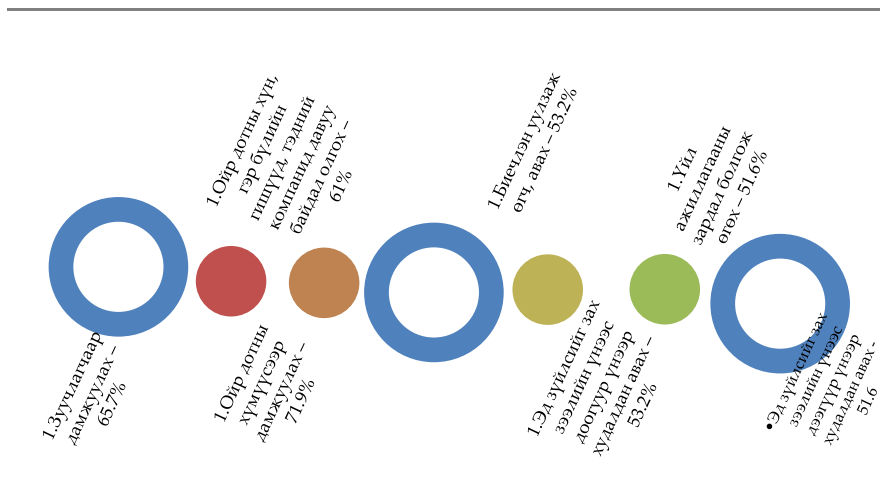 1.Зуучлагчаар
дамжуулах –
65.7%
1.Ойр дотны хүн,
гэр бүлийн
гишүүд, тэдний
компанид давуу
байдал олгох –
61%
1.Ойр дотны
хүмүүсээр
дамжуулах –
71.9%
1.Биечлэн уулзаж
өгч, авах – 53.2%
1.Эд зүйлсийг зах
зээлийн үнээс
доогуур үнээр
худалдан авах –
53.2%
1.Үйл
ажиллагааны
зардал болгож
өгөх – 51.6%
•Эд зүйлсийг зах
зээлийн үнээс
дээгүүр үнээр
худалдан авах -
51.6